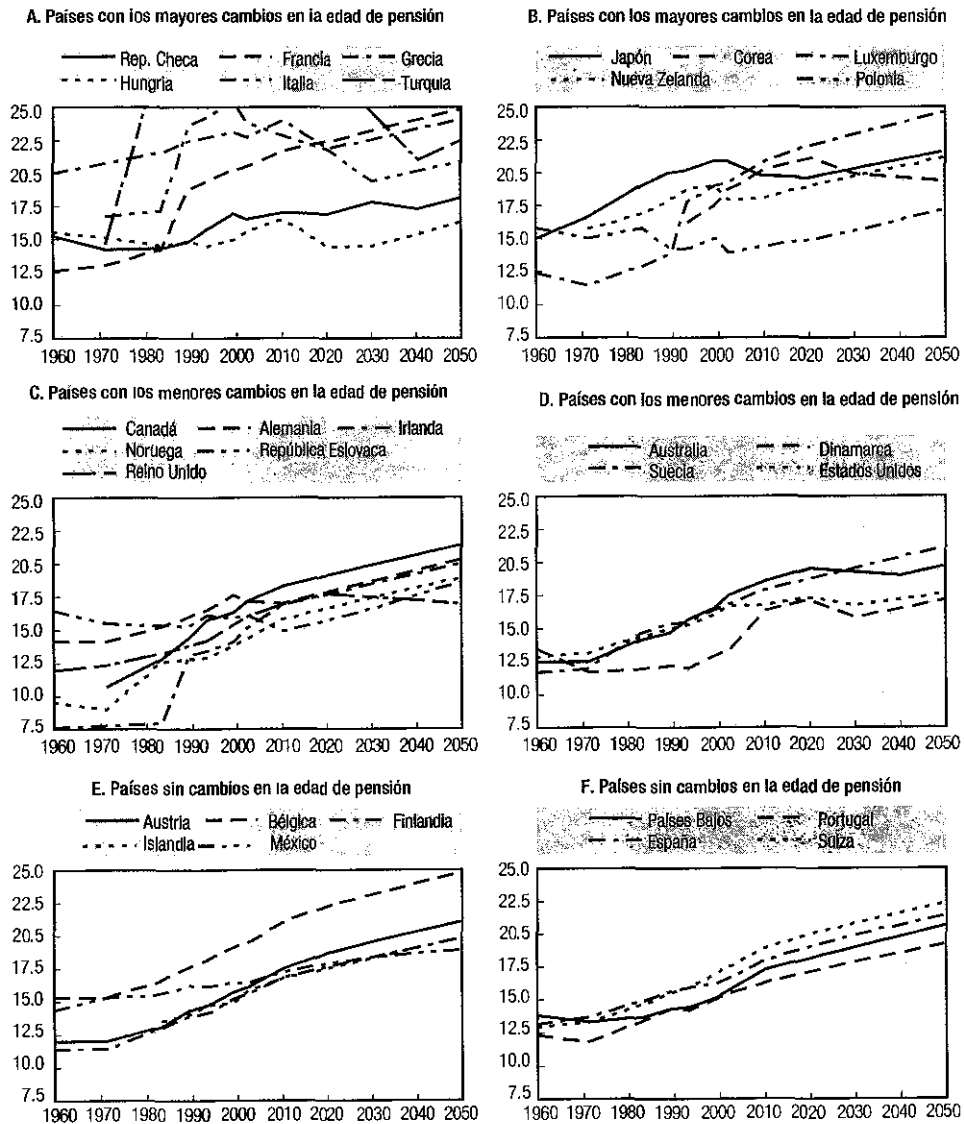 A. Países con los mayores cambios en la edad de pensión
Rep. Checa Francia Grecia
Hungria Italia Turquia
25.0
22.5
20.5
17.5
15.0
12.5
10.0
7.5
1960 1970 1980 1990 2000 2010 2020 2030 2040 2050
B. Países con los mayores cambios en la edad de pensión
Japón Corea Luxemburgo
Nueva Zelanda Polonia
25.0
22.5
20.5
17.5
15.0
12.5
10.0
7.5
1960 1970 1980 1990 2000 2010 2020 2030 2040 2050
C. Países con los menores cambios en la edad de pensión
Canadá Alemania Irlanda
Noruega República Eslovaca
Reino Unido
25.0
22.5
20.5
17.5
15.0
12.5
10.0
7.5
1960 1970 1980 1990 2000 2010 2020 2030 2040 2050
D. Países con los menores cambios en la edad de pensión
Australia Dinamarca
Suecia Estados Unidos
25.0
22.5
20.5
17.5
15.0
12.5
10.0
7.5
1960 1970 1980 1990 2000 2010 2020 2030 2040 2050
E. Países sin cambios en la edad de pensión
Austria Bélgica Finlandia
Islandia México
25.0
22.5
20.5
17.5
15.0
12.5
10.0
7.5
1960 1970 1980 1990 2000 2010 2020 2030 2040 2050
F. Países sin cambios en la edad de pensión
Países Bajos Portugal
España Suiza
25.0
22.5
20.5
17.5
15.0
12.5
10.0
7.5
1960 1970 1980 1990 2000 2010 2020 2030 2040 2050